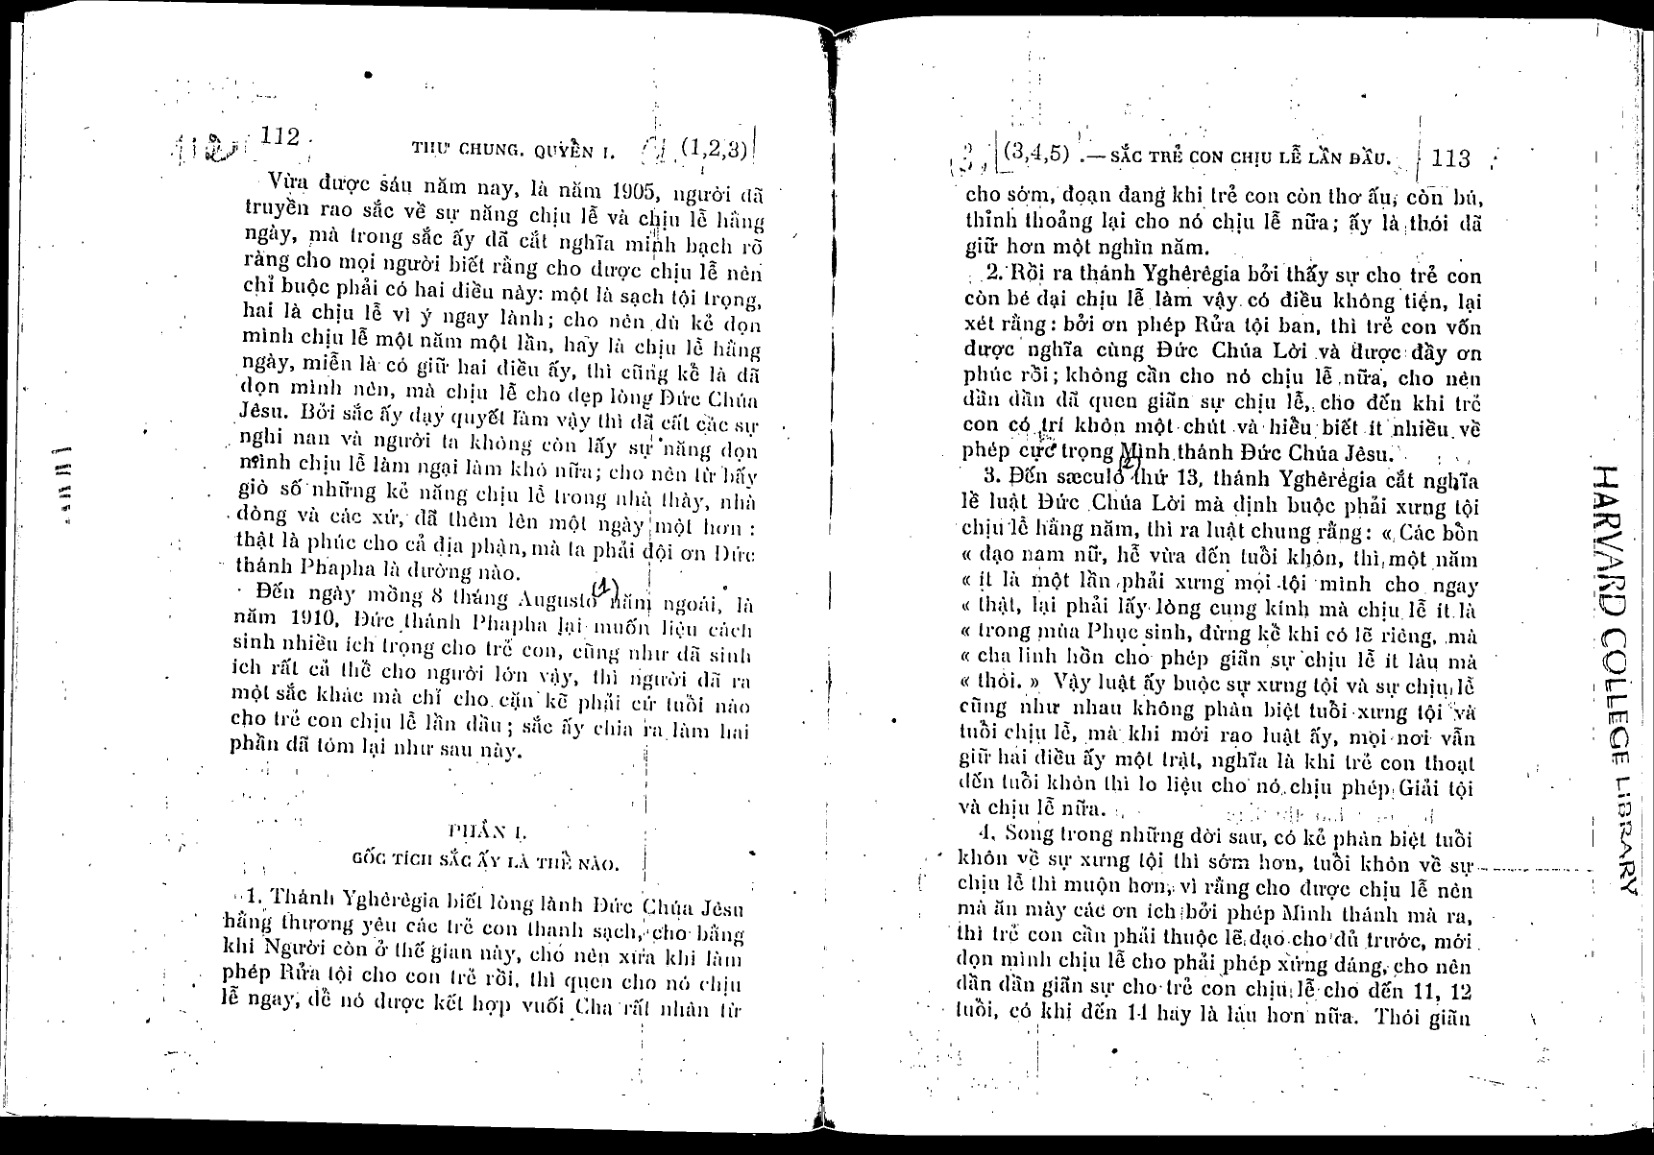 112
112
THƯ CHUNG. QUYỀN I.
(1,2,3)
Vừa được sáu năm nay, là năm 1905, người đã
truyền rao sắc về sự năng chịu lễ và chịu lễ hằng
ngày, mà trong sắc ấy đã cắt nghĩa minh bạch rõ
ràng cho mọi người biết rằng cho được chịu lễ nên
chỉ buộc phải có hai điều này: một là sạch tội trọng,
hai là chịu lễ vì ý ngay lành; cho nên dù kẻ dọn
mình chịu lễ một năm một lần, hay là chịu lễ hằng
ngày, miễn là có giữ hai điều ấy, thì cũng kể là đã
dọn mình nên, mà chịu lễ cho đẹp lòng Đức Chúa
Jêsu. Bởi sắc ấy dạy quyết làm vậy thì đã cất các sự
nghi nan và người ta không còn lấy sự năng dọn
mình chịu lễ làm ngại làm khó nữa; cho nên từ bấy
giờ số những kẻ năng chịu lễ trong nhà thày, nhà
dòng và các xứ, đã thêm lên một ngày một hơn:
thật là phúc cho cả địa phận, mà ta phải đội ơn Đức
thánh Phapha là dường nào.
Đến ngày mồng 8 tháng Augustô (1) năm ngoái, là
năm 1910, Đức thánh Phapha lại muốn liệu cách
sinh nhiều ích trọng cho trẻ con, cũng như đã sinh
ích rất cả thể cho người lớn vậy, thì người đã ra
một sắc khác mà chỉ cho cặn kẽ phải cứ tuổi nào
cho trẻ con chịu lễ lần đầu; sắc ấy chia ra làm hai
phần đã tóm lại như sau này.
PHẦN I.
GỐC TÍCH SẮC ẤY LÀ THỂ NÀO.
1. Thánh Yghêrêgia biết lòng lành Đức Chúa Jêsu
hằng thương yêu các trẻ con thanh sạch, cho bằng
khi Người còn ở thế gian này, cho nên xưa khi làm
phép Rửa tội cho con trẻ rồi, thì quen cho nó chịu
lễ ngay, để nó được kết hợp vuối Cha rất nhân từ
(3,4,5) .— SẮC TRẺ CON CHỊU LỄ LẦN ĐẦU.
113
cho sớm, đoạn đang khi trẻ con còn thơ ấu, còn bú,
thỉnh thoảng lại cho nó chịu lễ nữa; ấy là thói đã
giữ hơn một nghìn năm.
2. Rồi ra thánh Yghêrêgia bởi thấy sự cho trẻ con
còn bé dại chịu lễ làm vậy có điều không tiện, lại
xét rằng: bởi ơn phép Rửa tội ban, thì trẻ con vốn
được nghĩa cùng Đức Chúa Lời và được đầy ơn
phúc rồi; không cần cho nó chịu lễ nữa, cho nên
dần dần đã quen giãn sự chịu lễ, cho đến khi trẻ
con có trí khôn một chút và hiểu biết ít nhiều về
phép cực trọng Mình thánh Đức Chúa Jêsu.
3. Đến sæculô (2) thứ 13, thánh Yghêrêgia cắt nghĩa
lề luật Đức Chúa Lời mà định buộc phải xưng tội
chịu lễ hằng năm, thì ra luật chung rằng: « Các bổn
« đạo nam nữ, hễ vừa đến tuổi khôn, thì một năm
« ít là một lần phải xưng mọi tội mình cho ngay
« thật, lại phải lấy lòng cung kính mà chịu lễ ít là
« trong mùa Phục sinh, đừng kể khi có lẽ riêng, mà
« cha linh hồn cho phép giãn sự chịu lễ ít lâu mà
« thôi. » Vậy luật ấy buộc sự xưng tội và sự chịu lễ
cũng như nhau không phân biệt tuổi xưng tội và
tuổi chịu lễ, mà khi mới rao luật ấy, mọi nơi vẫn
giữ hai điều ấy một trật, nghĩa là khi trẻ con thoạt
đến tuổi khôn thì lo liệu cho nó chịu phép Giải tội
và chịu lễ nữa.
4. Song trong những đời sau, có kẻ phân biệt tuổi
khôn về sự xưng tội thì sớm hơn, tuổi khôn về sự
chịu lễ thì muộn hơn, vì rằng cho được chịu lễ nên
mà ăn mày các ơn ích bởi phép Mình thánh mà ra,
thì trẻ con cần phải thuộc lẽ đạo cho đủ trước, mới
dọn mình chịu lễ cho phải phép xứng đáng, cho nên
dần dần giãn sự cho trẻ con chịu lễ cho đến 11, 12
tuổi, có khi đến 14 hay là lâu hơn nữa. Thói giãn
HARVARD COLLEGE LIBRARY